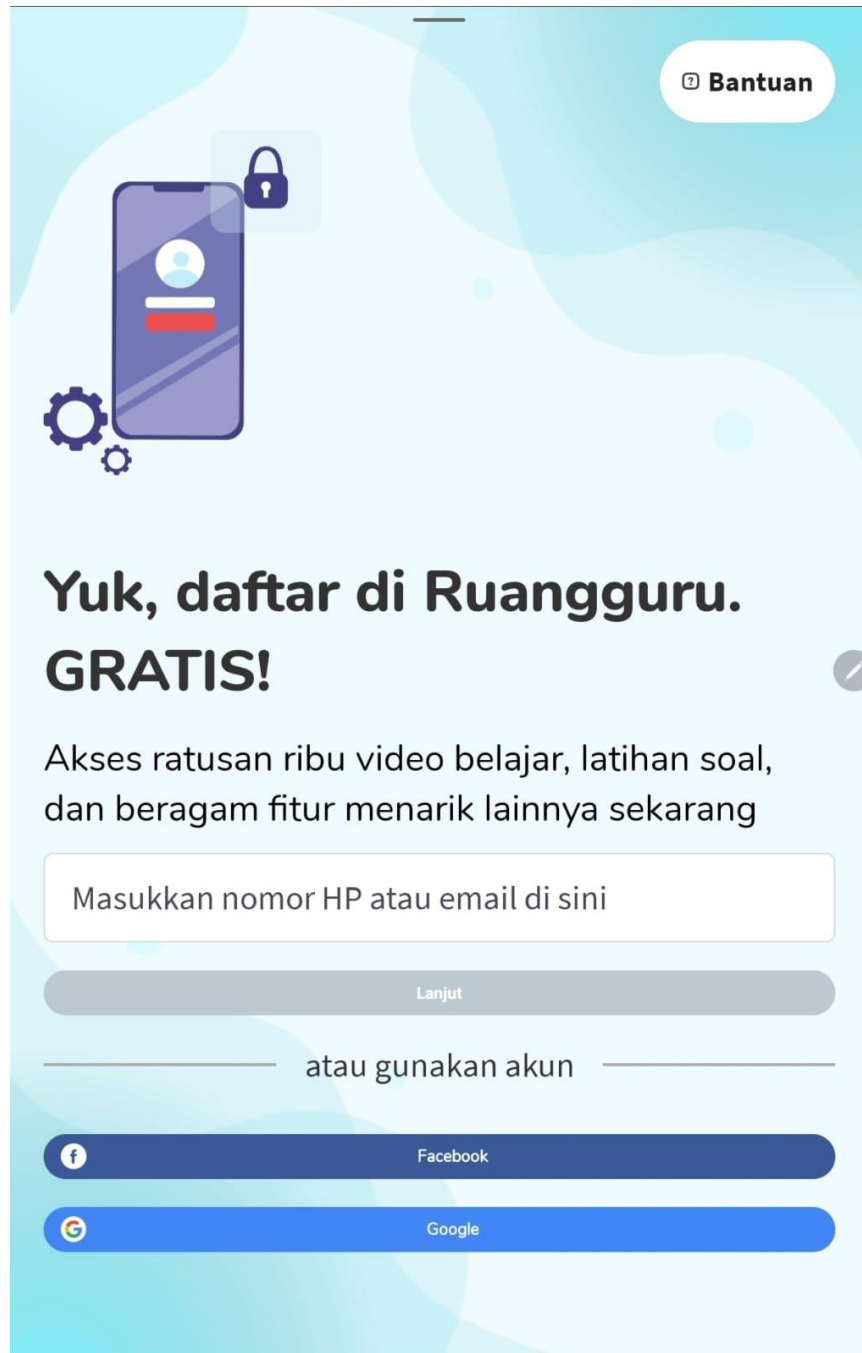 Bantuan
Yuk, daftar di Ruangguru.
GRATIS!
Akses ratusan ribu video belajar, latihan soal,
dan beragam fitur menarik lainnya sekarang
Masukkan nomor HP atau email di sini
Lanjut
atau gunakan akun
Facebook
Google